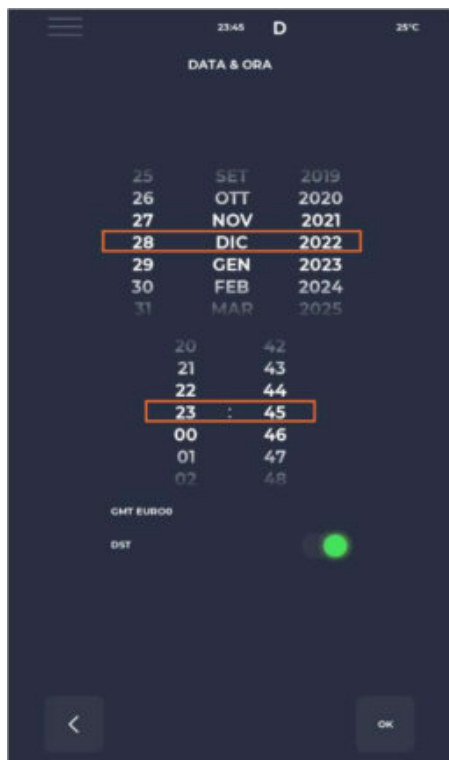 23:45 D 25°C
DATA & ORA
25 SET 2019
26 OTT 2020
27 NOV 2021
28 DIC 2022
29 GEN 2023
30 FEB 2024
31 MAR 2025
20 42
21 43
22 44
23 : 45
00 46
01 47
02 48
GMT EURO0
DST
OK